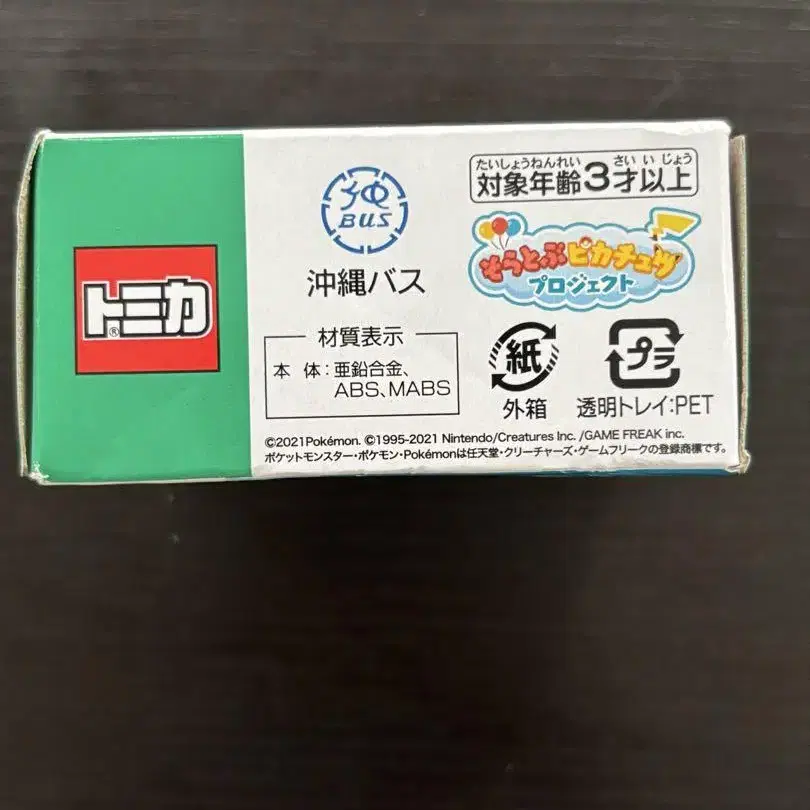 トミカ®
沖
BUS
沖縄バス
材質表示
本 体：亜鉛合金、
ABS、MABS
たいしょうねんれい さいいじょう
対象年齢3才以上
そらとぶピカチュウ
プロジェクト
紙
外箱
プラ
透明トレイ:PET
©2021Pokémon. ©1995-2021 Nintendo/Creatures Inc. /GAME FREAK inc.
ポケットモンスター・ポケモン・Pokémonは任天堂・クリーチャーズ・ゲームフリークの登録商標です。